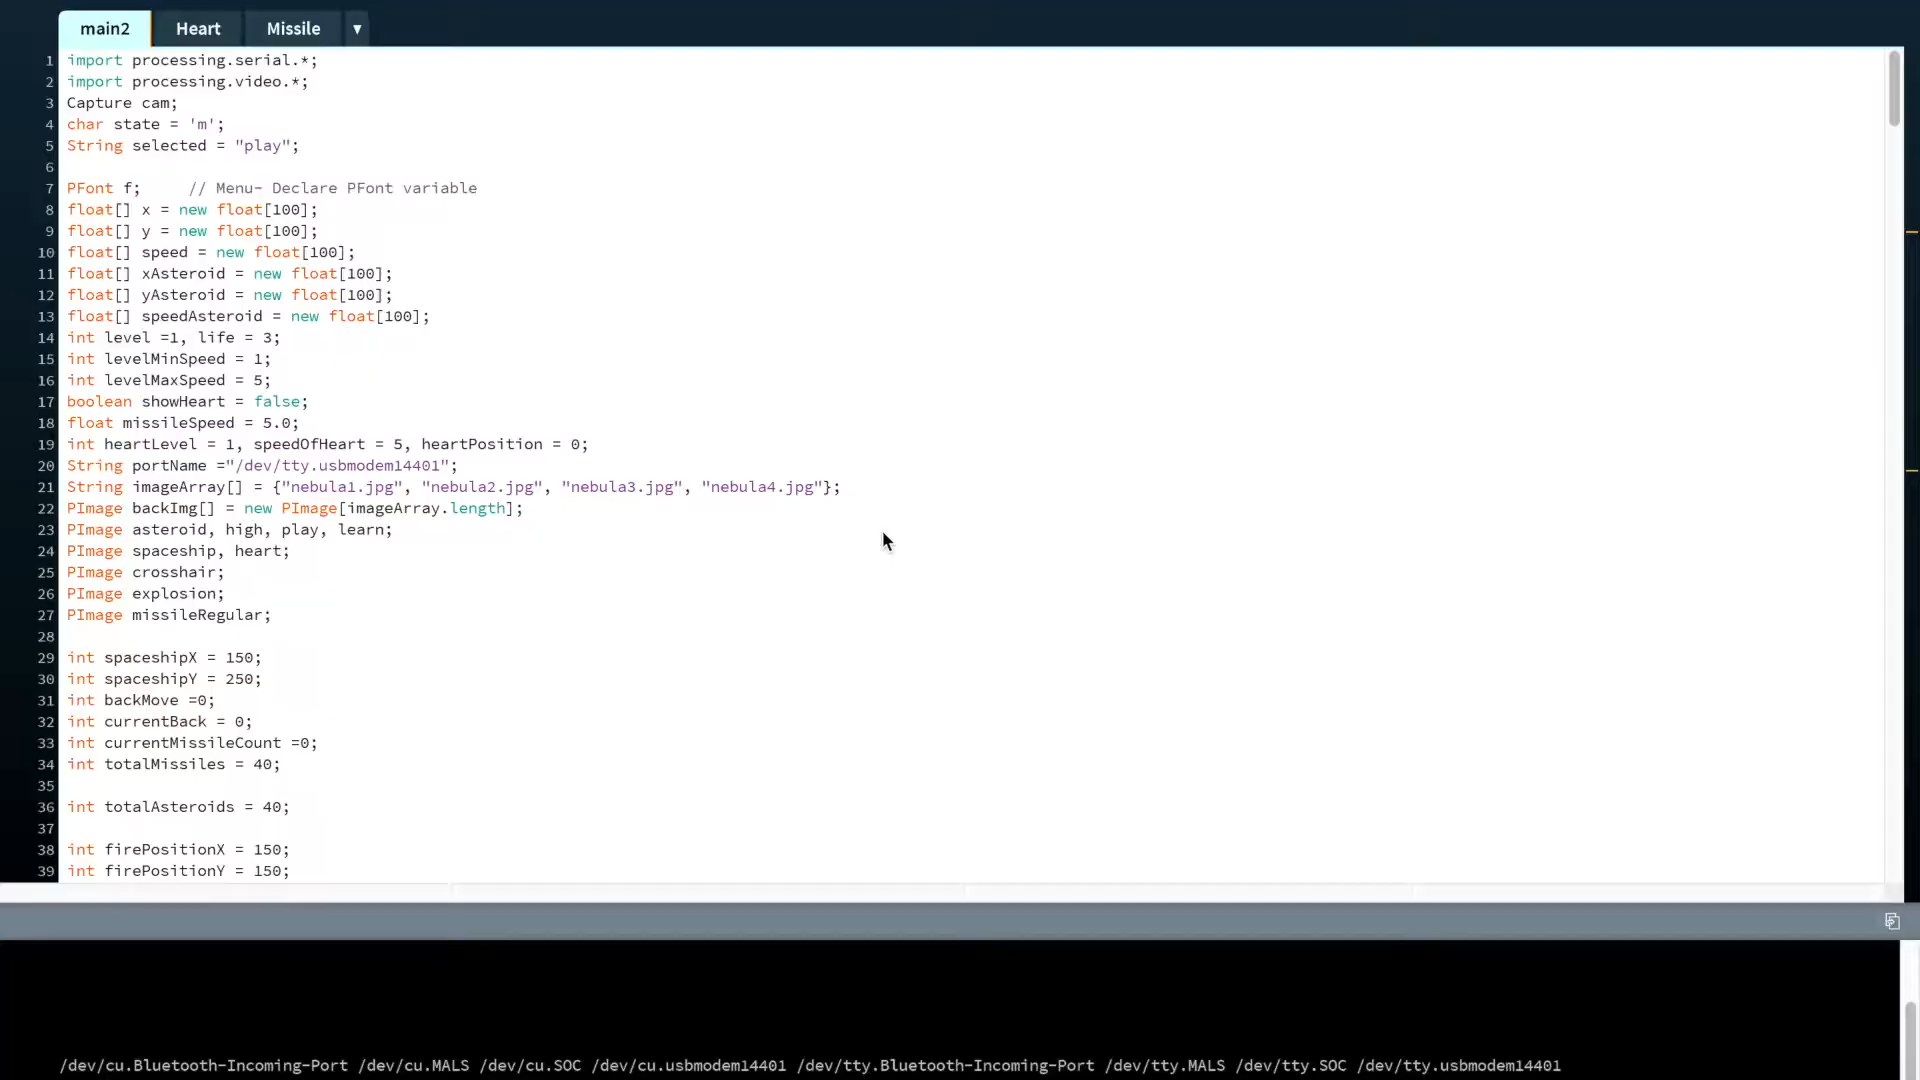 main2 Heart Missile ▼
1 import processing.serial.*;
2 import processing.video.*;
3 Capture cam;
4 char state = 'm';
5 String selected = "play";
6
7 PFont f;     // Menu- Declare PFont variable
8 float[] x = new float[100];
9 float[] y = new float[100];
10 float[] speed = new float[100];
11 float[] xAsteroid = new float[100];
12 float[] yAsteroid = new float[100];
13 float[] speedAsteroid = new float[100];
14 int level =1, life = 3;
15 int levelMinSpeed = 1;
16 int levelMaxSpeed = 5;
17 boolean showHeart = false;
18 float missileSpeed = 5.0;
19 int heartLevel = 1, speedOfHeart = 5, heartPosition = 0;
20 String portName ="/dev/tty.usbmodem14401";
21 String imageArray[] = {"nebula1.jpg", "nebula2.jpg", "nebula3.jpg", "nebula4.jpg"};
22 PImage backImg[] = new PImage[imageArray.length];
23 PImage asteroid, high, play, learn;
24 PImage spaceship, heart;
25 PImage crosshair;
26 PImage explosion;
27 PImage missileRegular;
28
29 int spaceshipX = 150;
30 int spaceshipY = 250;
31 int backMove =0;
32 int currentBack = 0;
33 int currentMissileCount =0;
34 int totalMissiles = 40;
35
36 int totalAsteroids = 40;
37
38 int firePositionX = 150;
39 int firePositionY = 150;
/dev/cu.Bluetooth-Incoming-Port /dev/cu.MALS /dev/cu.SOC /dev/cu.usbmodem14401 /dev/tty.Bluetooth-Incoming-Port /dev/tty.MALS /dev/tty.SOC /dev/tty.usbmodem14401